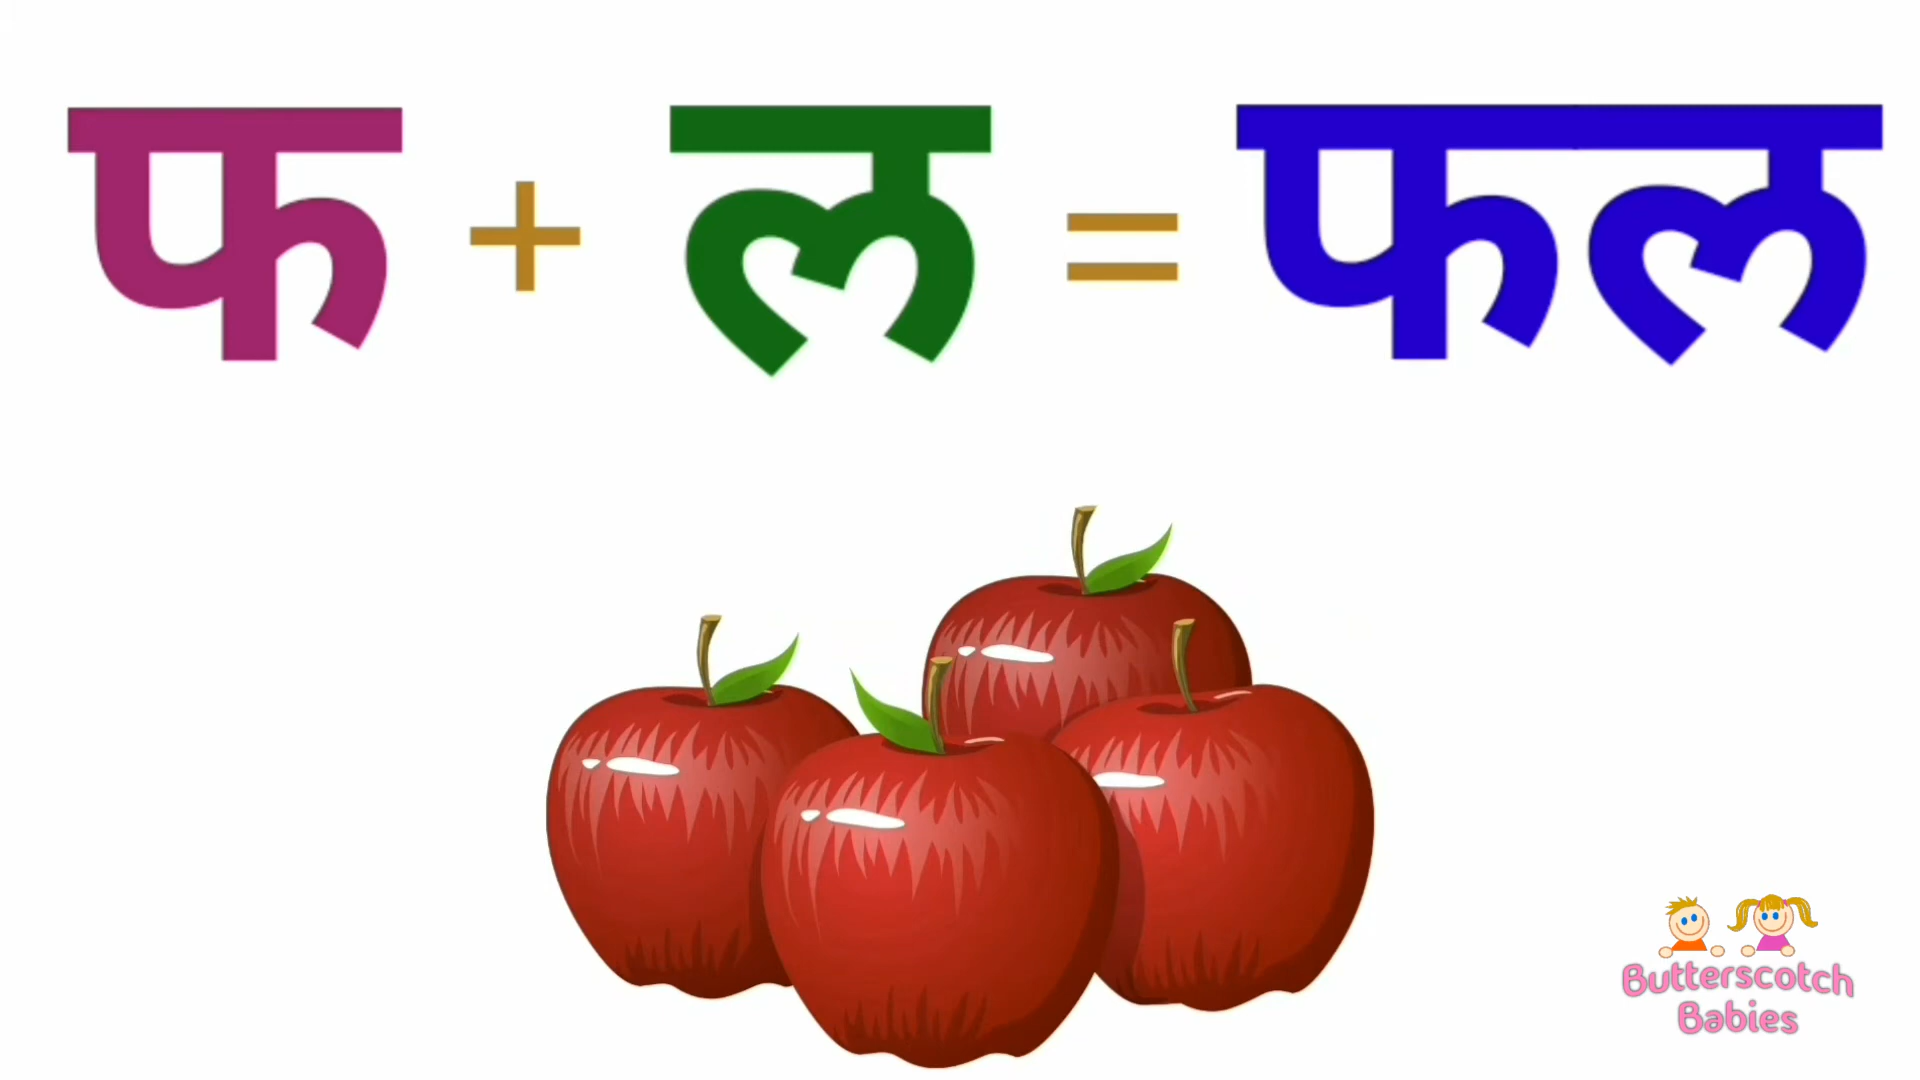 फ + ल = फल
Butterscotch
Babies